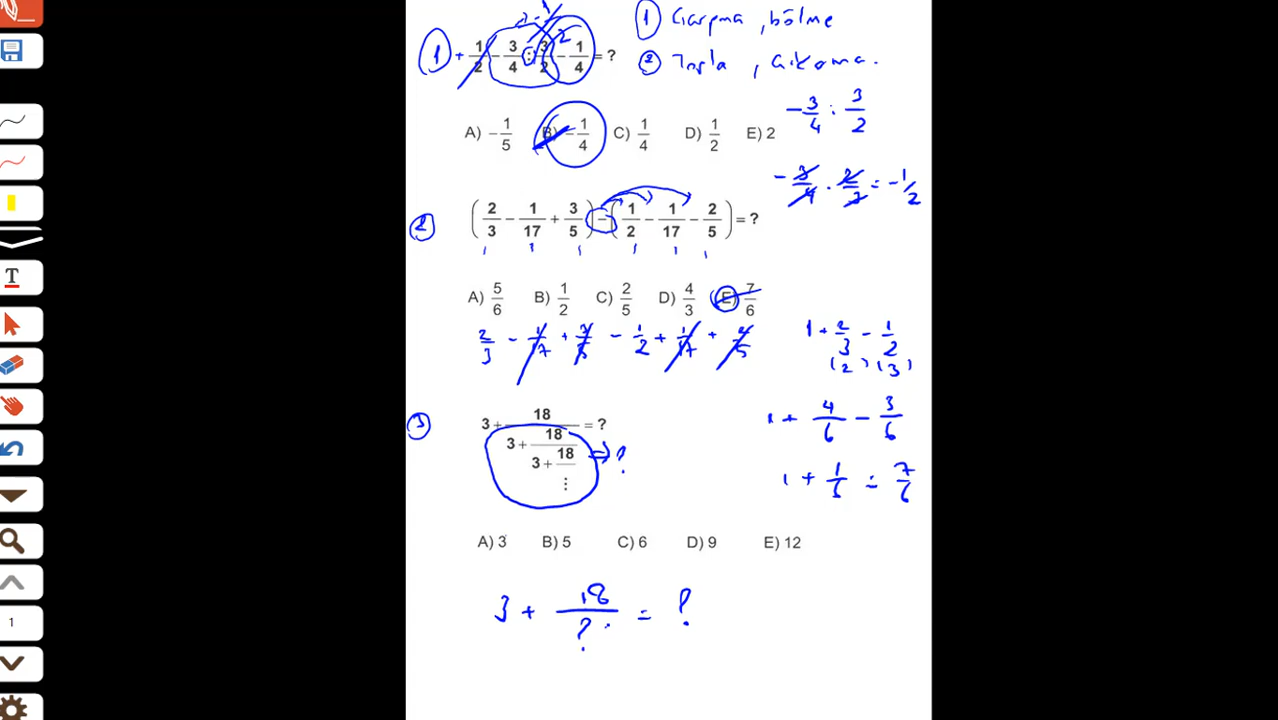 ① + 1/2 - 3/4 : 3/2 - 1/4 = ?
① Çarpma, bölme
② Topla, Çıkarma.
A) -1/5 B) -1/4 C) 1/4 D) 1/2 E) 2
-3/4 : 3/2
-3/4 . 2/3 = -1/2
② (2/3 - 1/17 + 3/5) - (1/2 - 1/17 - 2/5) = ?
A) 5/6 B) 1/2 C) 2/5 D) 4/3 E) 7/6
2/3 - 1/17 + 3/5 - 1/2 + 1/17 + 2/5
1 + 2/3 - 1/2
(2) (3)
1 + 4/6 - 3/6
1 + 1/6 = 7/6
③ 3 + 18
= ?
3 + 18
3 + 18
⋮
⇒ ?
A) 3 B) 5 C) 6 D) 9 E) 12
3 + 18/? = ?
T
1